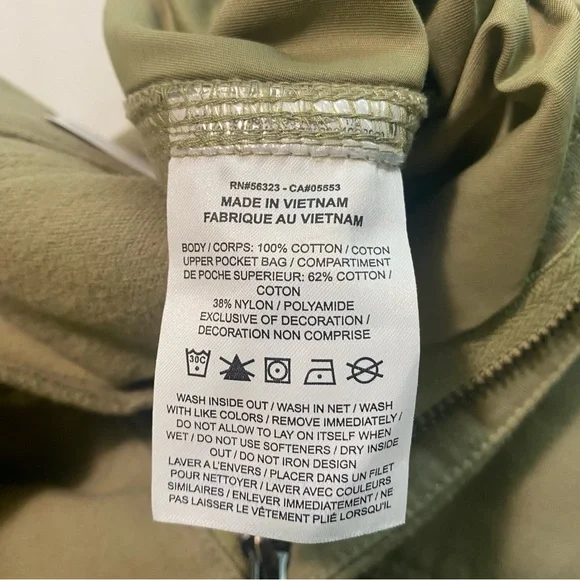 RN#56323 - CA#05553
MADE IN VIETNAM
FABRIQUE AU VIETNAM
BODY / CORPS: 100% COTTON / COTON
UPPER POCKET BAG / COMPARTIMENT
DE POCHE SUPERIEUR: 62% COTTON /
COTON
38% NYLON / POLYAMIDE
EXCLUSIVE OF DECORATION /
DECORATION NON COMPRISE
30C
WASH INSIDE OUT / WASH IN NET / WASH
WITH LIKE COLORS / REMOVE IMMEDIATELY /
DO NOT ALLOW TO LAY ON ITSELF WHEN
WET / DO NOT USE SOFTENERS / DRY INSIDE
OUT / DO NOT IRON DESIGN
LAVER A L'ENVERS / PLACER DANS UN FILET
POUR NETTOYER / LAVER AVEC COULEURS
SIMILAIRES / ENLEVER IMMÉDIATEMENT / NE
PAS LAISSER LE VÊTEMENT PLIÉ LORSQU'IL